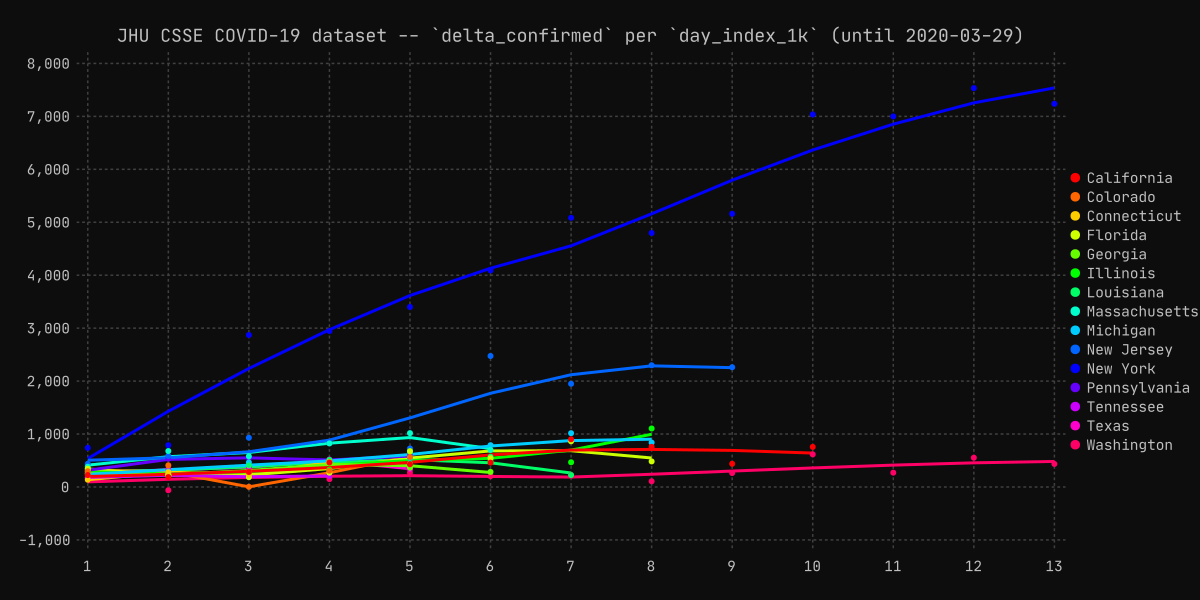 JHU CSSE COVID-19 dataset -- `delta_confirmed` per `day_index_1k` (until 2020-03-29)
8,000
7,000
6,000
5,000
4,000
3,000
2,000
1,000
0
-1,000
1 2 3 4 5 6 7 8 9 10 11 12 13
California
Colorado
Connecticut
Florida
Georgia
Illinois
Louisiana
Massachusetts
Michigan
New Jersey
New York
Pennsylvania
Tennessee
Texas
Washington